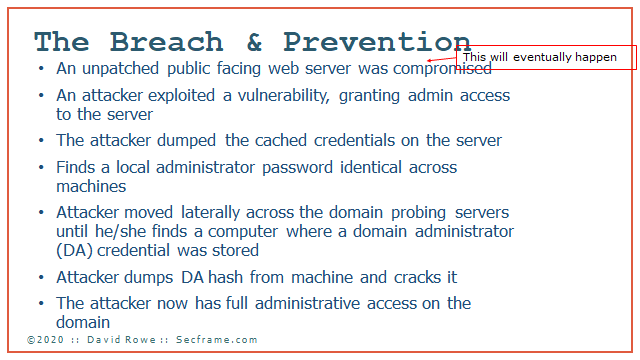 The Breach & Prevention
This will eventually happen
• An unpatched public facing web server was compromised
• An attacker exploited a vulnerability, granting admin access
to the server
• The attacker dumped the cached credentials on the server
• Finds a local administrator password identical across
machines
• Attacker moved laterally across the domain probing servers
until he/she finds a computer where a domain administrator
(DA) credential was stored
• Attacker dumps DA hash from machine and cracks it
• The attacker now has full administrative access on the
domain
©2020 :: David Rowe :: Secframe.com